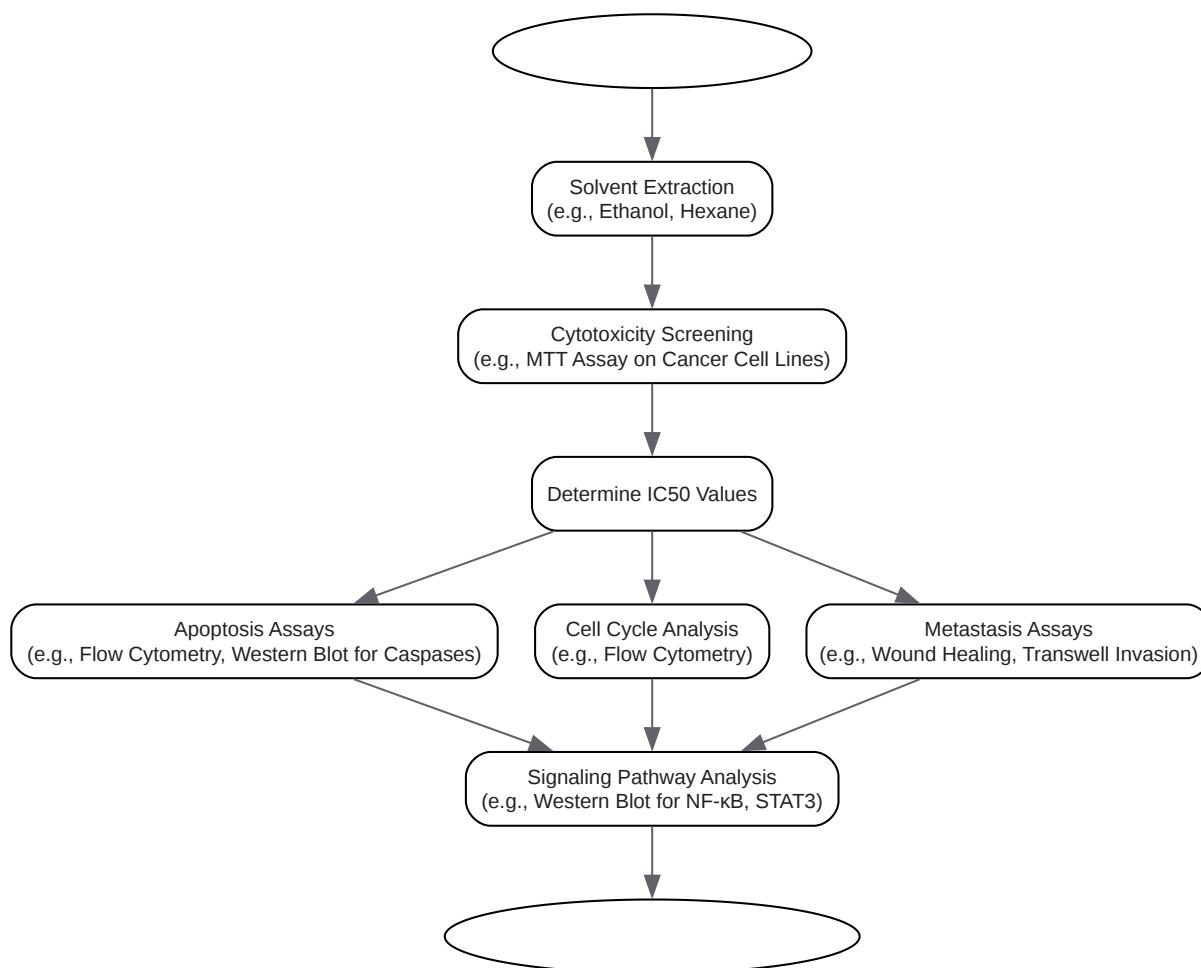 Solvent Extraction
(e.g., Ethanol, Hexane)
Cytotoxicity Screening
(e.g., MTT Assay on Cancer Cell Lines)
Determine IC50 Values
Apoptosis Assays
(e.g., Flow Cytometry, Western Blot for Caspases)
Cell Cycle Analysis
(e.g., Flow Cytometry)
Metastasis Assays
(e.g., Wound Healing, Transwell Invasion)
Signaling Pathway Analysis
(e.g., Western Blot for NF-κB, STAT3)